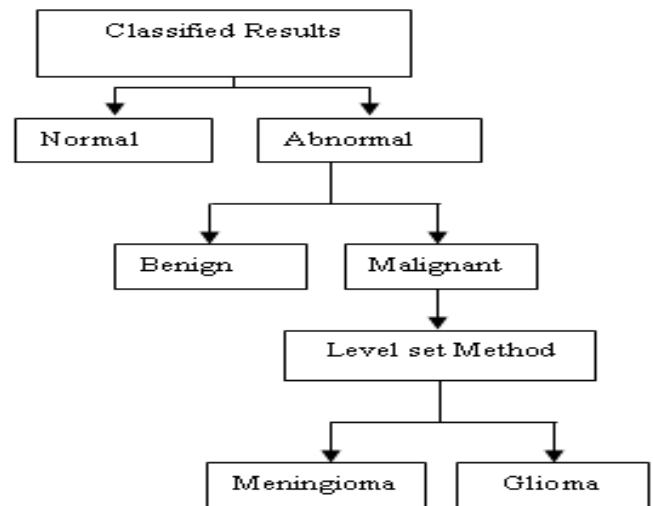 Classified Results
Normal
Abnormal
Benign
Malignant
Level set Method
Meningioma
Glioma